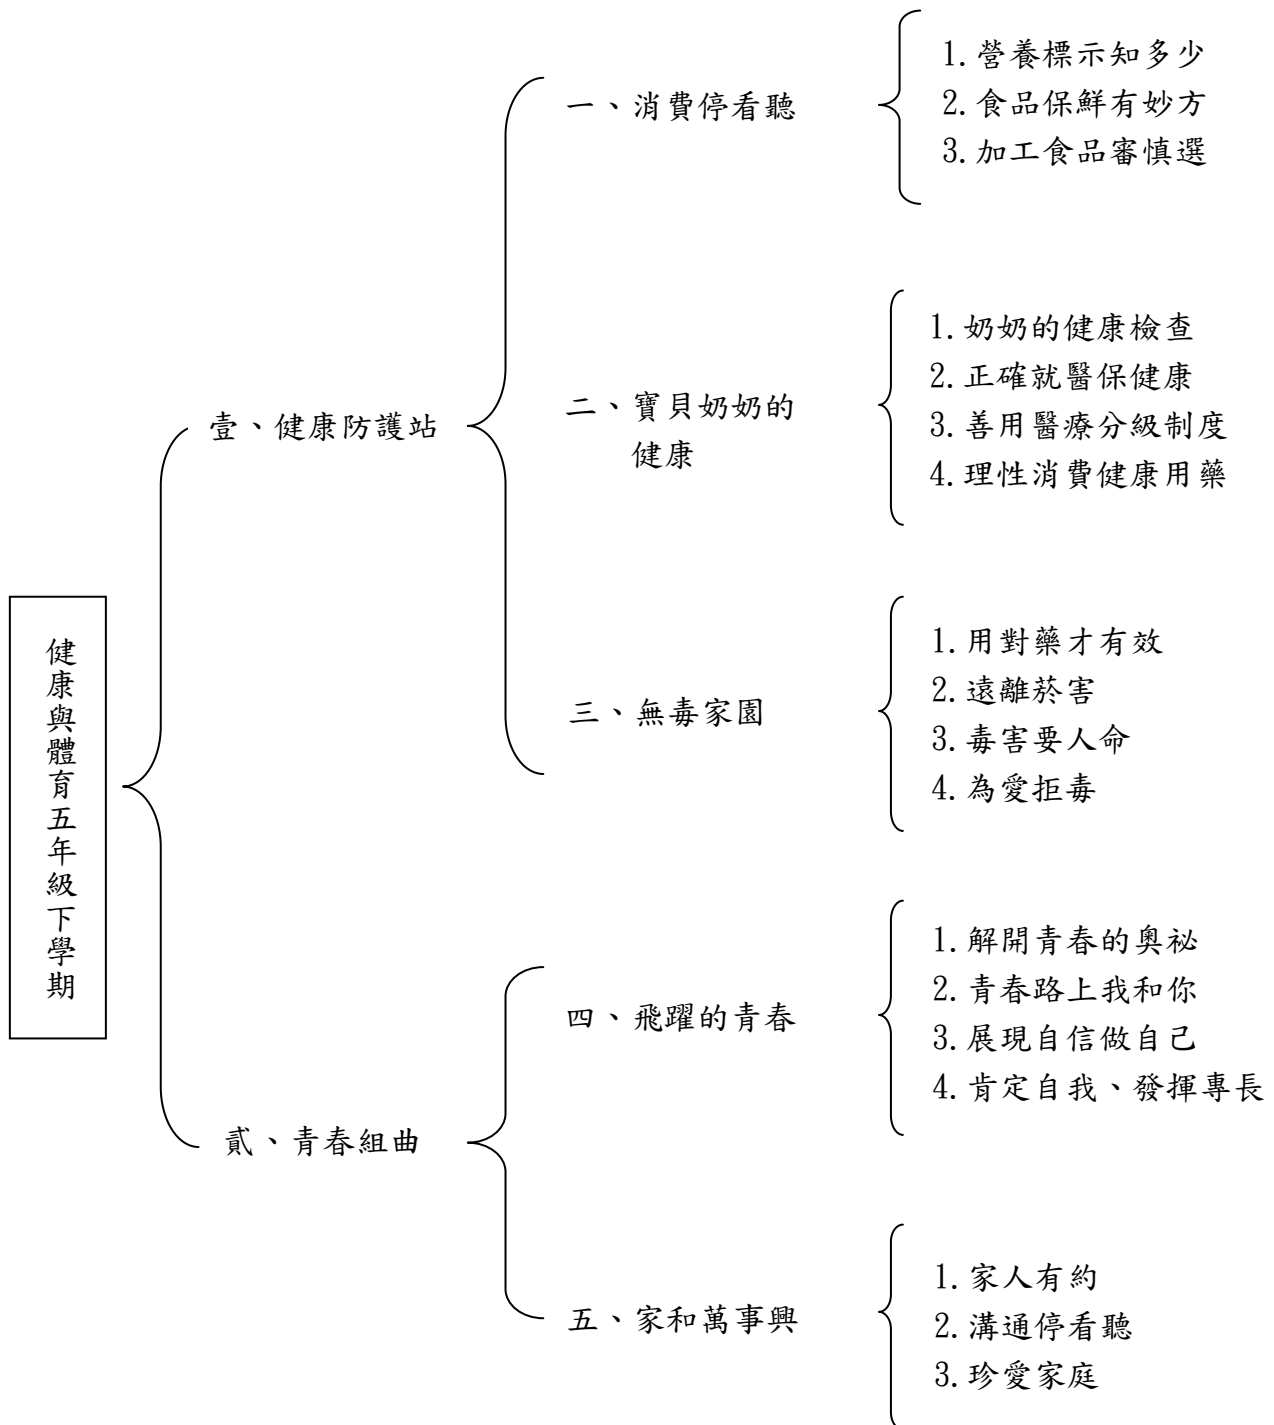 健康與體育五年級下學期
壹、健康防護站
一、消費停看聽
1.營養標示知多少
2.食品保鮮有妙方
3.加工食品審慎選
二、寶貝奶奶的
健康
1.奶奶的健康檢查
2.正確就醫保健康
3.善用醫療分級制度
4.理性消費健康用藥
三、無毒家園
1.用對藥才有效
2.遠離菸害
3.毒害要人命
4.為愛拒毒
貳、青春組曲
四、飛躍的青春
1.解開青春的奧祕
2.青春路上我和你
3.展現自信做自己
4.肯定自我、發揮專長
五、家和萬事興
1.家人有約
2.溝通停看聽
3.珍愛家庭